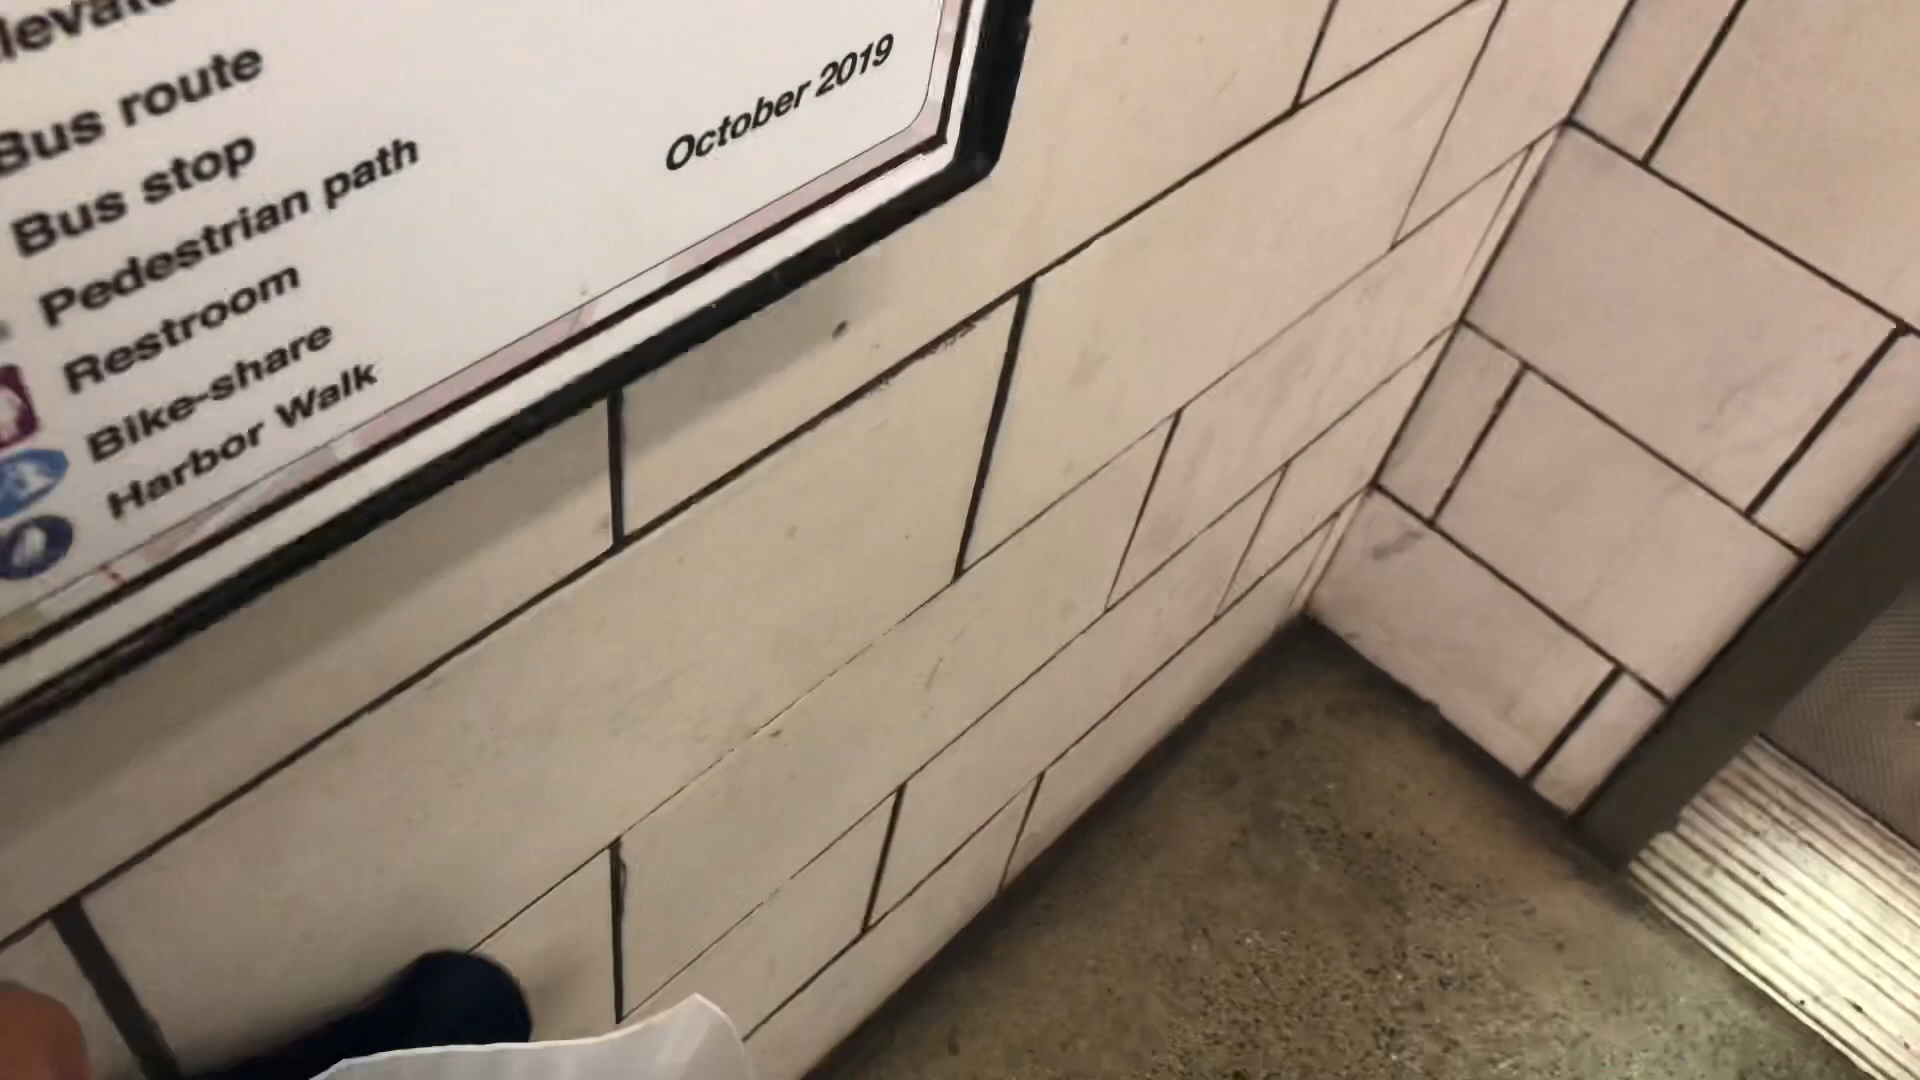 Bus route
Bus stop
Pedestrian path
Restroom
Bike-share
Harbor Walk
October 2019